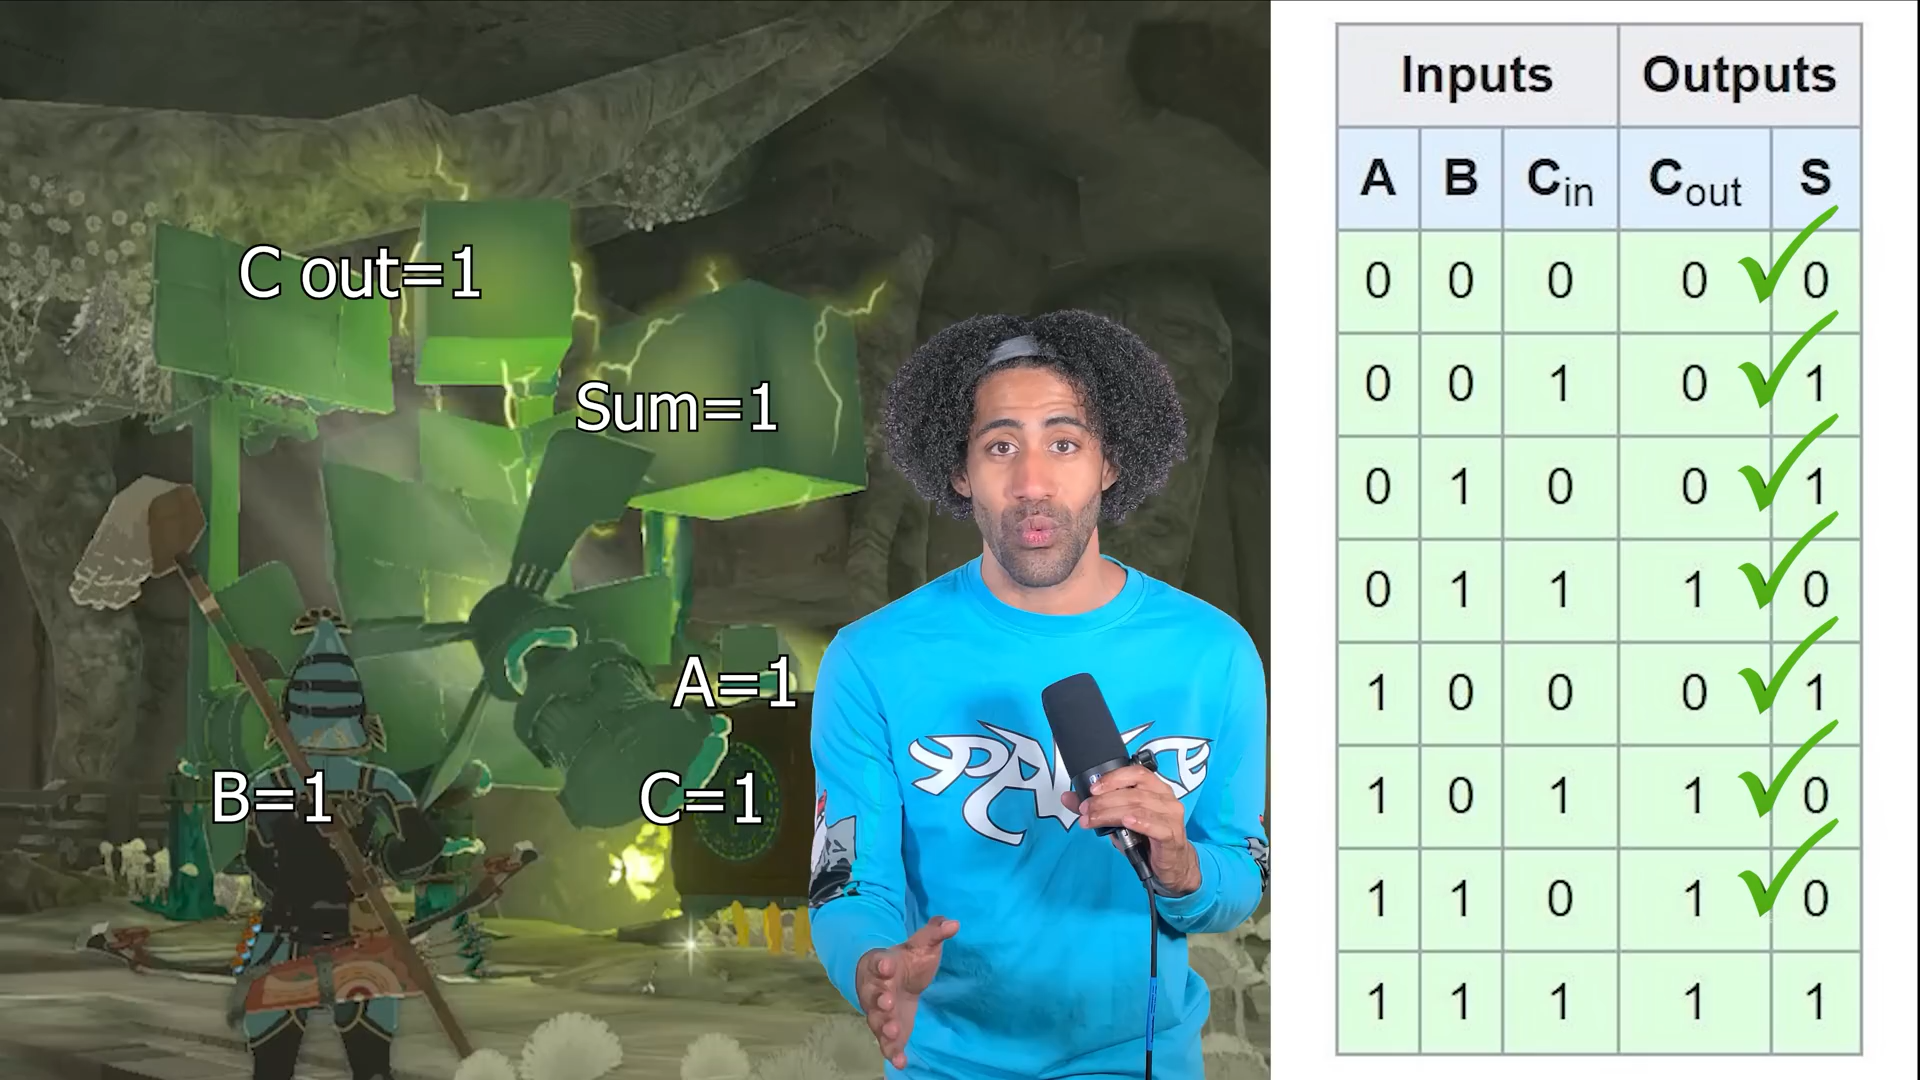 C out=1
Sum=1
A=1
B=1
C=1
Inputs Outputs
A B Cin Cout S
0 0 0 0 0
0 0 1 0 1
0 1 0 0 1
0 1 1 1 0
1 0 0 0 1
1 0 1 1 0
1 1 0 1 0
1 1 1 1 1